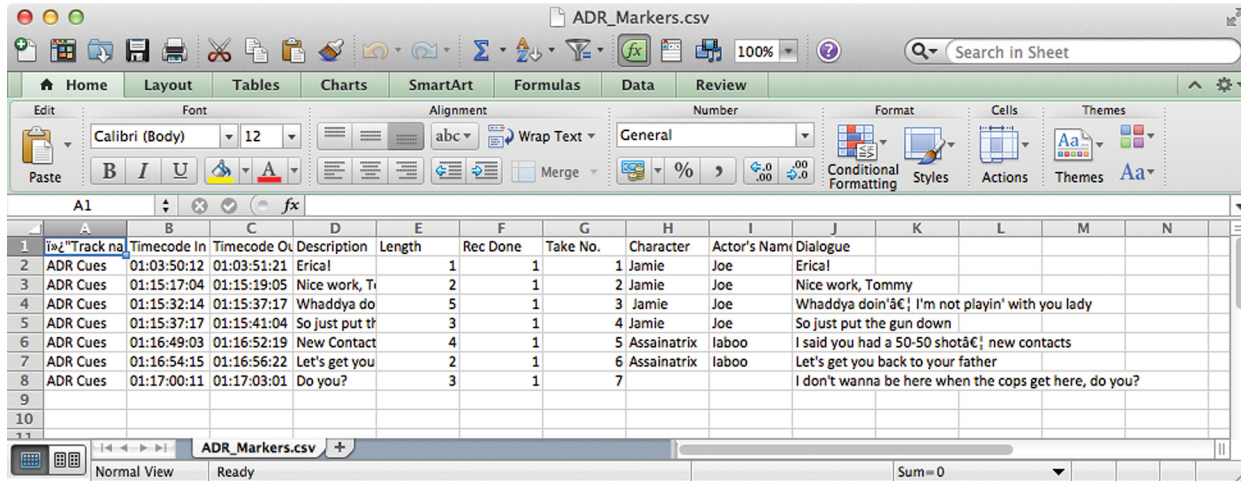 ADR_Markers.csv
100%
Search in Sheet
Home Layout Tables Charts SmartArt Formulas Data Review
Edit Font Alignment Number Format Cells Themes
Calibri (Body) 12 abc Wrap Text General
Paste B I U A Merge % , .0 .00 .00 .0 Conditional Formatting Styles Actions Themes Aa Aa
A1 fx
A B C D E F G H I J K L M N
1 ï»¿"Track na Timecode In Timecode Ou Description Length Rec Done Take No. Character Actor's Nam Dialogue
2 ADR Cues 01:03:50:12 01:03:51:21 Erica! 1 1 1 Jamie Joe Erica!
3 ADR Cues 01:15:17:04 01:15:19:05 Nice work, To 2 1 2 Jamie Joe Nice work, Tommy
4 ADR Cues 01:15:32:14 01:15:37:17 Whaddya do 5 1 3 Jamie Joe Whaddya doin'â€¦ I'm not playin' with you lady
5 ADR Cues 01:15:37:17 01:15:41:04 So just put th 3 1 4 Jamie Joe So just put the gun down
6 ADR Cues 01:16:49:03 01:16:52:19 New Contact 4 1 5 Assainatrix Iaboo I said you had a 50-50 shotâ€¦ new contacts
7 ADR Cues 01:16:54:15 01:16:56:22 Let's get you 2 1 6 Assainatrix Iaboo Let's get you back to your father
8 ADR Cues 01:17:00:11 01:17:03:01 Do you? 3 1 7 I don't wanna be here when the cops get here, do you?
9
10
11
ADR_Markers.csv
Normal View Ready Sum=0